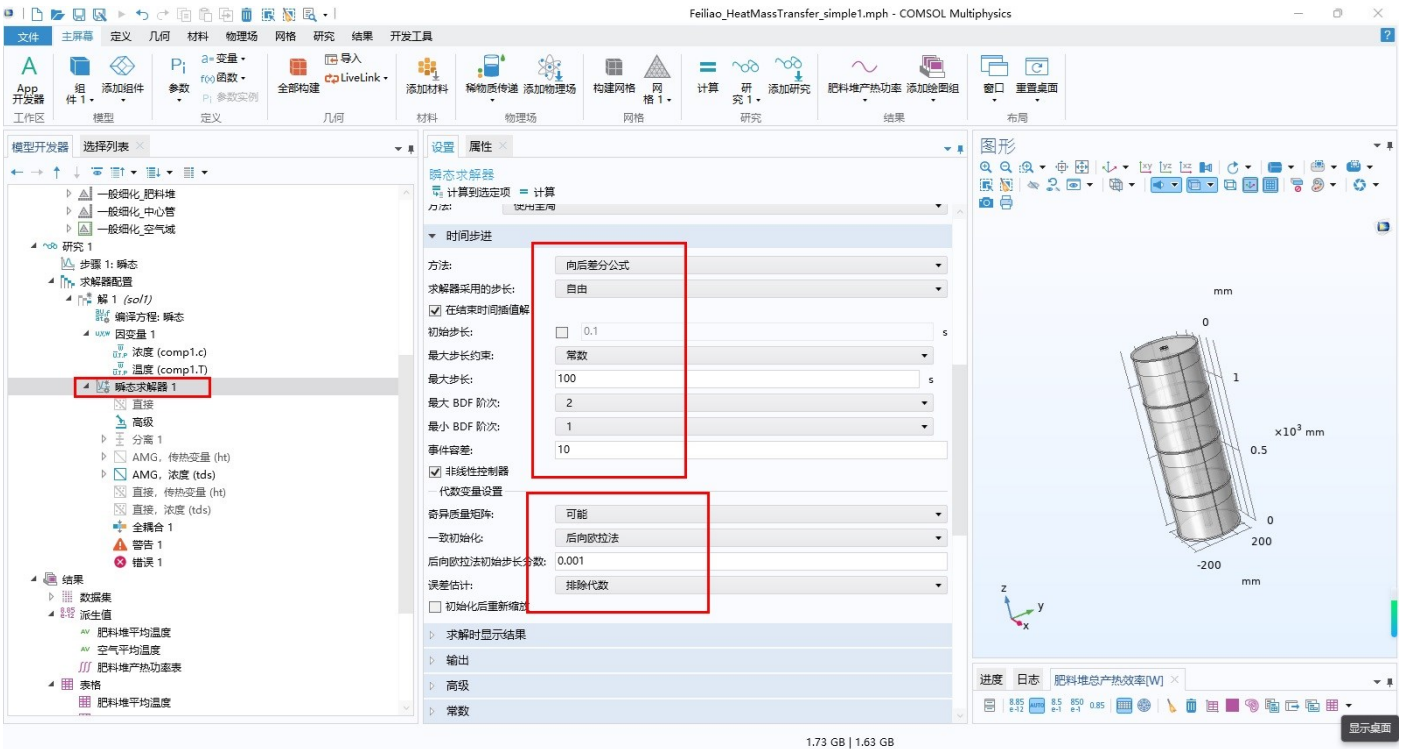 Feiliao_HeatMassTransfer_simple1.mph - COMSOL Multiphysics
文件 主屏幕 定义 几何 材料 物理场 网格 研究 结果 开发工具
A
App
开发器
组
件 1
添加组件
Pi
参数
a= 变量
f(x) 函数
Pi 参数实例
全部构建
导入
LiveLink
添加材料
稀物质传递
添加物理场
构建网格
网
格 1
计算
研
究 1
添加研究
肥料堆产热功率
添加绘图组
窗口
重置桌面
工作区 模型 定义 几何 材料 物理场 网格 研究 结果 布局
模型开发器 选择列表
一般细化_肥料堆
一般细化_中心管
一般细化_空气域
研究 1
步骤 1: 瞬态
求解器配置
解 1 (sol1)
编译方程: 瞬态
因变量 1
浓度 (comp1.c)
温度 (comp1.T)
瞬态求解器 1
直接
高级
分离 1
AMG，传热变量 (ht)
AMG，浓度 (tds)
直接，传热变量 (ht)
直接，浓度 (tds)
全耦合 1
警告 1
错误 1
结果
数据集
派生值
肥料堆平均温度
空气平均温度
肥料堆产热功率表
表格
肥料堆平均温度
设置 属性
瞬态求解器
计算到选定项 = 计算
方法: 使用全局
时间步进
方法: 向后差分公式
求解器采用的步长: 自由
在结束时间插值解
初始步长: 0.1 s
最大步长约束: 常数
最大步长: 100 s
最大 BDF 阶次: 2
最小 BDF 阶次: 1
事件容差: 10
非线性控制器
代数变量设置
奇异质量矩阵: 可能
一致初始化: 后向欧拉法
后向欧拉法初始步长分数: 0.001
误差估计: 排除代数
初始化后重新缩放
求解时显示结果
输出
高级
常数
图形
mm
0
1
×10³ mm
0.5
0
200
-200
mm
z
y
x
进度 日志 肥料堆总产热效率[W]
8.85
e-12
AUTO
8.5
e-1
850
e-1
0.85
显示桌面
1.73 GB | 1.63 GB